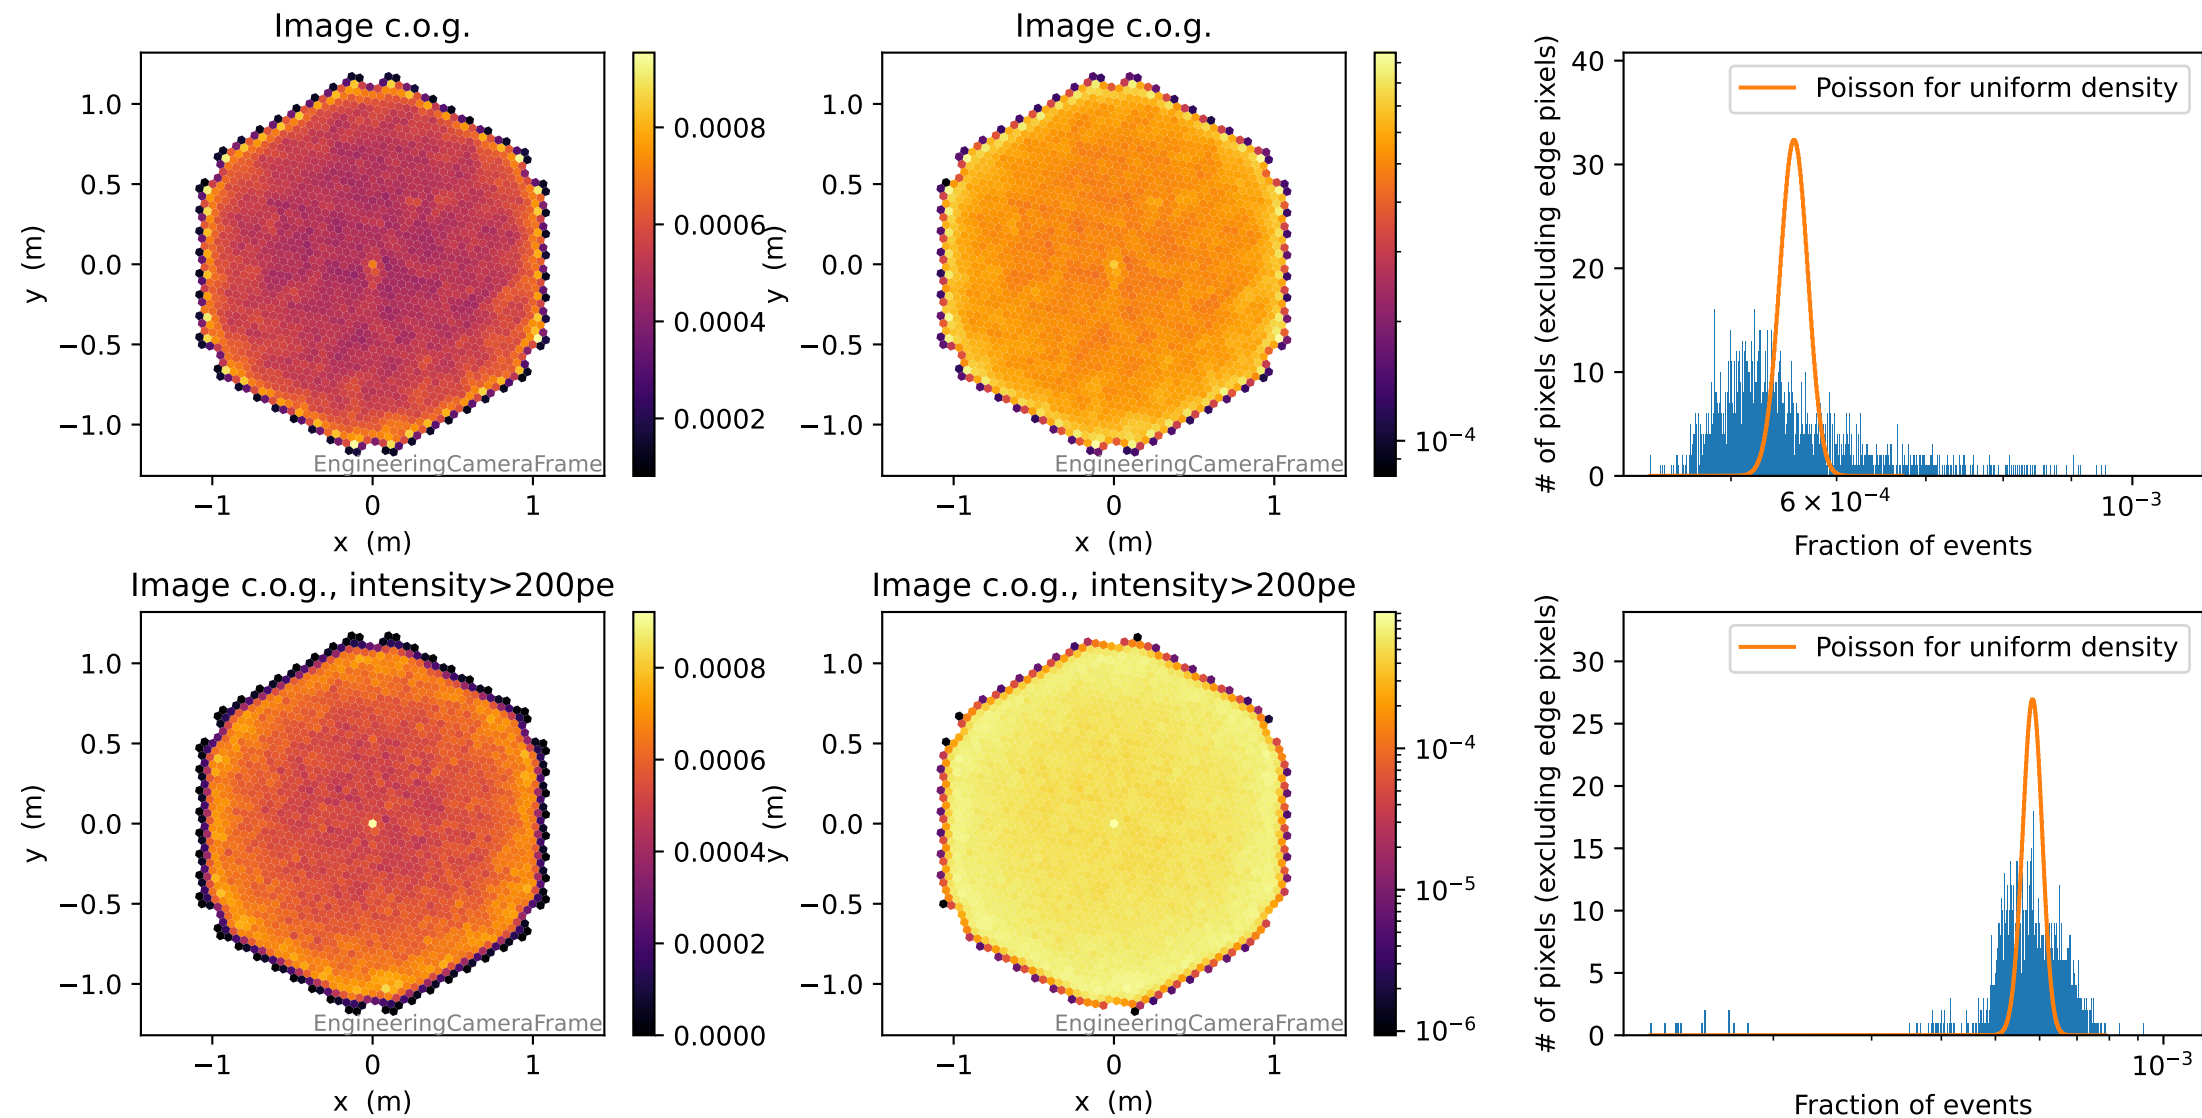 Image c.o.g.
1.0
0.5
0.0
−0.5
−1.0
y (m)
−1
0
1
x (m)
EngineeringCameraFrame
0.0008
0.0006
0.0004
0.0002
Image c.o.g.
1.0
0.5
0.0
−0.5
−1.0
y (m)
−1
0
1
x (m)
EngineeringCameraFrame
10⁻⁴
# of pixels (excluding edge pixels)
40
30
20
10
0
Poisson for uniform density
6 × 10⁻⁴
10⁻³
Fraction of events
Image c.o.g., intensity>200pe
1.0
0.5
0.0
−0.5
−1.0
y (m)
−1
0
1
x (m)
EngineeringCameraFrame
0.0008
0.0006
0.0004
0.0002
0.0000
Image c.o.g., intensity>200pe
1.0
0.5
0.0
−0.5
−1.0
y (m)
−1
0
1
x (m)
EngineeringCameraFrame
10⁻⁴
10⁻⁵
10⁻⁶
# of pixels (excluding edge pixels)
30
25
20
15
10
5
0
Poisson for uniform density
10⁻³
Fraction of events